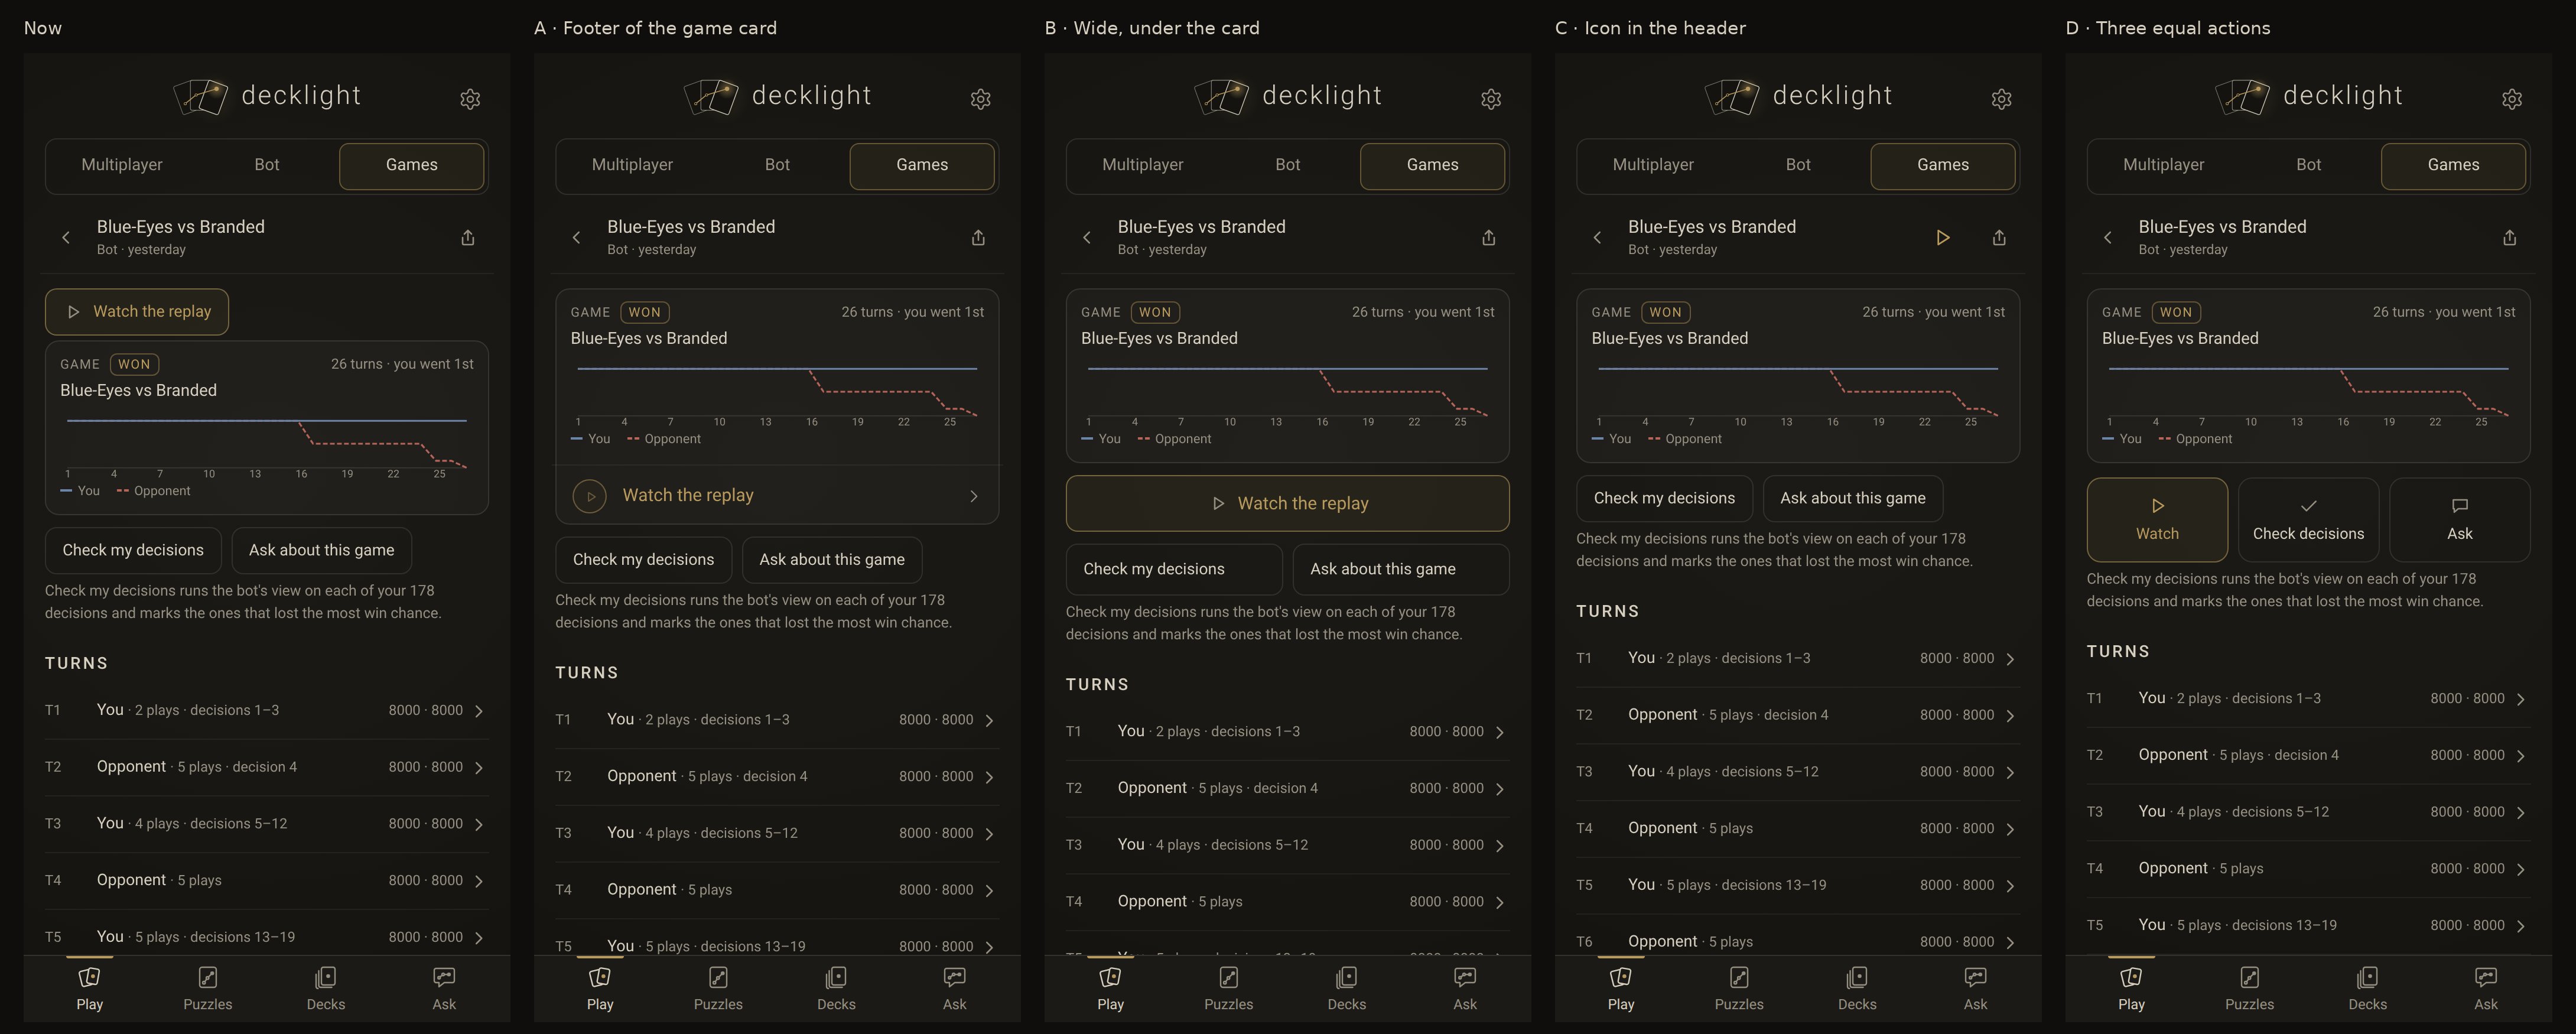 Now
decklight
Multiplayer Bot Games
Blue-Eyes vs Branded
Bot · yesterday
Watch the replay
GAME WON 26 turns · you went 1st
Blue-Eyes vs Branded
1 4 7 10 13 16 19 22 25
You Opponent
Check my decisions Ask about this game
Check my decisions runs the bot's view on each of your 178
decisions and marks the ones that lost the most win chance.
TURNS
T1 You · 2 plays · decisions 1–3 8000 · 8000
T2 Opponent · 5 plays · decision 4 8000 · 8000
T3 You · 4 plays · decisions 5–12 8000 · 8000
T4 Opponent · 5 plays 8000 · 8000
T5 You · 5 plays · decisions 13–19 8000 · 8000
Play Puzzles Decks Ask
A · Footer of the game card
decklight
Multiplayer Bot Games
Blue-Eyes vs Branded
Bot · yesterday
GAME WON 26 turns · you went 1st
Blue-Eyes vs Branded
1 4 7 10 13 16 19 22 25
You Opponent
Watch the replay
Check my decisions Ask about this game
Check my decisions runs the bot's view on each of your 178
decisions and marks the ones that lost the most win chance.
TURNS
T1 You · 2 plays · decisions 1–3 8000 · 8000
T2 Opponent · 5 plays · decision 4 8000 · 8000
T3 You · 4 plays · decisions 5–12 8000 · 8000
T4 Opponent · 5 plays 8000 · 8000
T5 You · 5 plays · decisions 13–19 8000 · 8000
Play Puzzles Decks Ask
B · Wide, under the card
decklight
Multiplayer Bot Games
Blue-Eyes vs Branded
Bot · yesterday
GAME WON 26 turns · you went 1st
Blue-Eyes vs Branded
1 4 7 10 13 16 19 22 25
You Opponent
Watch the replay
Check my decisions Ask about this game
Check my decisions runs the bot's view on each of your 178
decisions and marks the ones that lost the most win chance.
TURNS
T1 You · 2 plays · decisions 1–3 8000 · 8000
T2 Opponent · 5 plays · decision 4 8000 · 8000
T3 You · 4 plays · decisions 5–12 8000 · 8000
T4 Opponent · 5 plays 8000 · 8000
Play Puzzles Decks Ask
C · Icon in the header
decklight
Multiplayer Bot Games
Blue-Eyes vs Branded
Bot · yesterday
GAME WON 26 turns · you went 1st
Blue-Eyes vs Branded
1 4 7 10 13 16 19 22 25
You Opponent
Check my decisions Ask about this game
Check my decisions runs the bot's view on each of your 178
decisions and marks the ones that lost the most win chance.
TURNS
T1 You · 2 plays · decisions 1–3 8000 · 8000
T2 Opponent · 5 plays · decision 4 8000 · 8000
T3 You · 4 plays · decisions 5–12 8000 · 8000
T4 Opponent · 5 plays 8000 · 8000
T5 You · 5 plays · decisions 13–19 8000 · 8000
T6 Opponent · 5 plays 8000 · 8000
Play Puzzles Decks Ask
D · Three equal actions
decklight
Multiplayer Bot Games
Blue-Eyes vs Branded
Bot · yesterday
GAME WON 26 turns · you went 1st
Blue-Eyes vs Branded
1 4 7 10 13 16 19 22 25
You Opponent
Watch Check decisions Ask
Check my decisions runs the bot's view on each of your 178
decisions and marks the ones that lost the most win chance.
TURNS
T1 You · 2 plays · decisions 1–3 8000 · 8000
T2 Opponent · 5 plays · decision 4 8000 · 8000
T3 You · 4 plays · decisions 5–12 8000 · 8000
T4 Opponent · 5 plays 8000 · 8000
T5 You · 5 plays · decisions 13–19 8000 · 8000
Play Puzzles Decks Ask